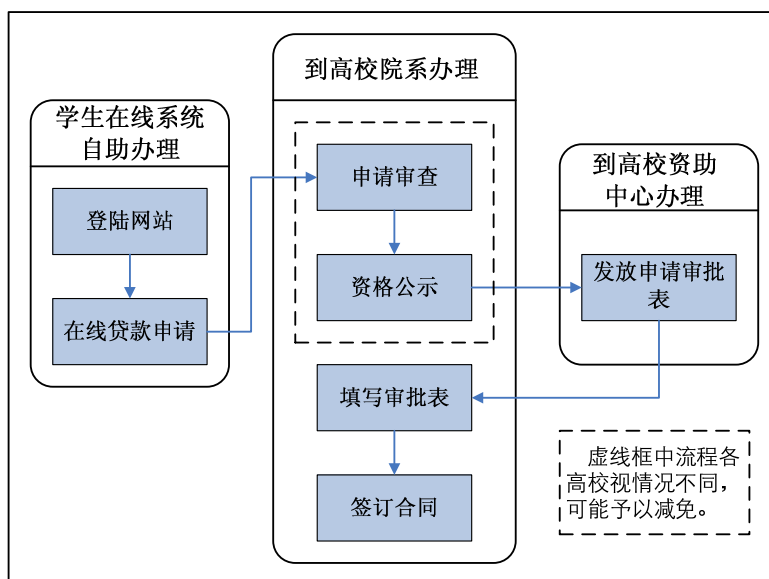 学生在线系统
自助办理
登陆网站
在线贷款申请
到高校院系办理
申请审查
资格公示
填写审批表
签订合同
到高校资助
中心办理
发放申请审批
表
虚线框中流程各
高校视情况不同，
可能予以减免。